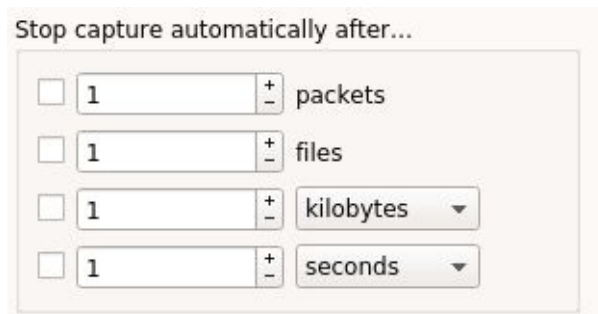 Stop capture automatically after...
1 packets
1 files
1 kilobytes
1 seconds